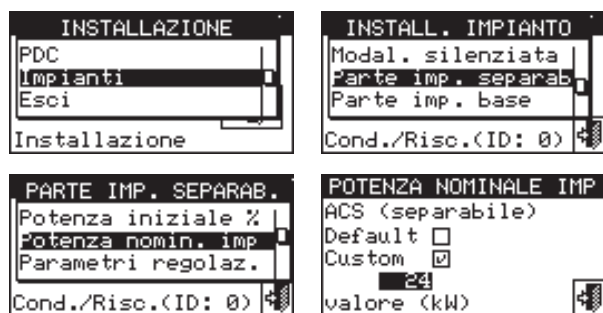 INSTALLAZIONE
PDC
Impianti
Esci
Installazione
INSTALL. IMPIANTO
Modal. silenziata
Parte imp. separab
Parte imp. base
Cond./Risc.(ID: 0)
PARTE IMP. SEPARAB.
Potenza iniziale %
Potenza nomin. imp
Parametri regolaz.
Cond./Risc.(ID: 0)
POTENZA NOMINALE IMP
ACS (separabile)
Default
Custom
24
valore (kW)